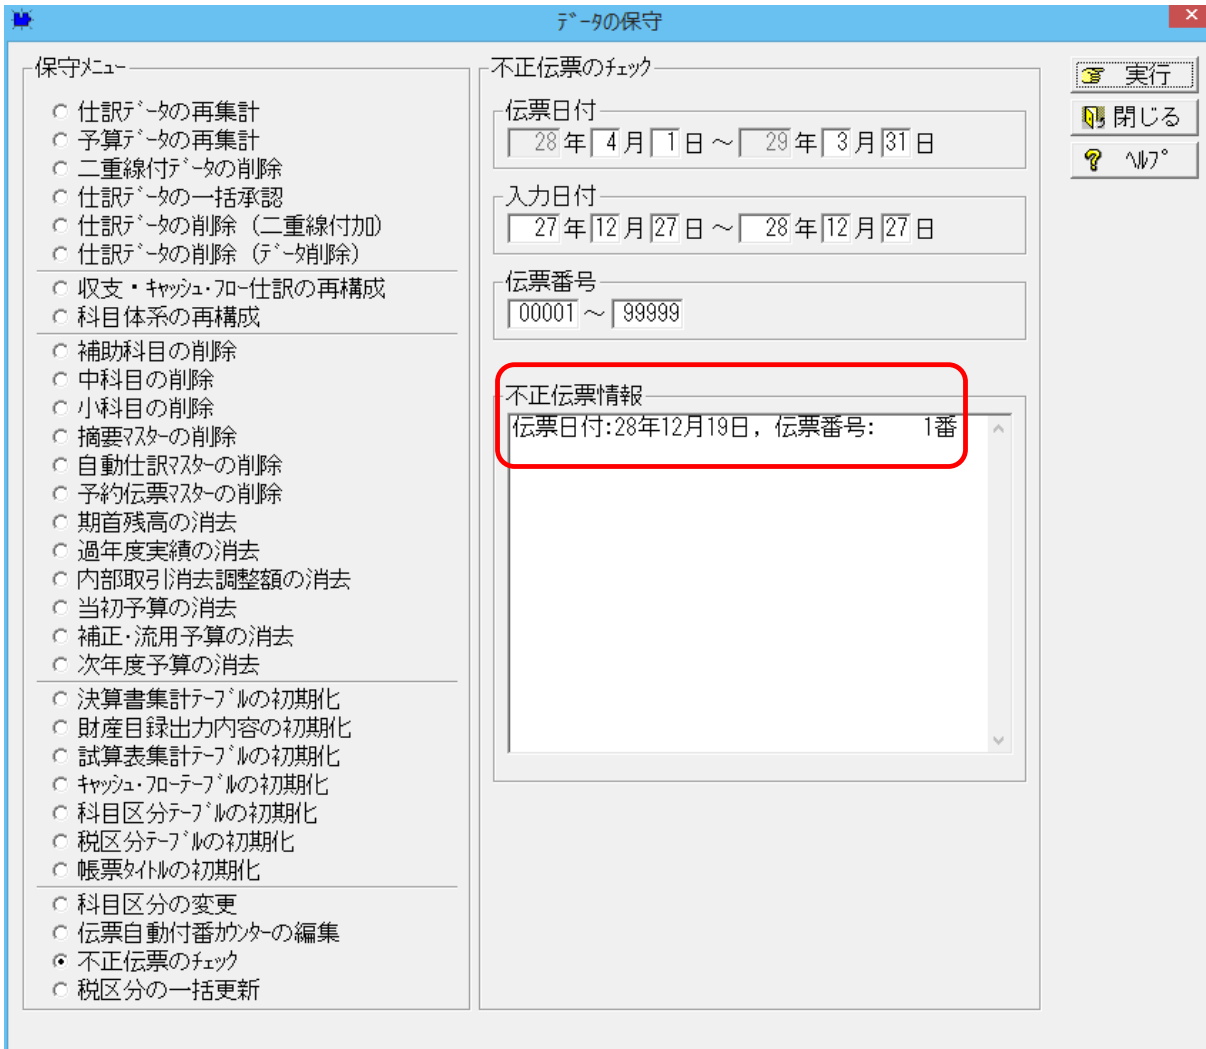 ﾃﾞｰﾀの保守
保守ﾒﾆｭｰ
仕訳ﾃﾞｰﾀの再集計
予算ﾃﾞｰﾀの再集計
二重線付ﾃﾞｰﾀの削除
仕訳ﾃﾞｰﾀの一括承認
仕訳ﾃﾞｰﾀの削除（二重線付加）
仕訳ﾃﾞｰﾀの削除（ﾃﾞｰﾀ削除）
収支・ｷｬｯｼｭ･ﾌﾛｰ仕訳の再構成
科目体系の再構成
補助科目の削除
中科目の削除
小科目の削除
摘要ﾏｽﾀｰの削除
自動仕訳ﾏｽﾀｰの削除
予約伝票ﾏｽﾀｰの削除
期首残高の消去
過年度実績の消去
内部取引消去調整額の消去
当初予算の消去
補正･流用予算の消去
次年度予算の消去
決算書集計ﾃｰﾌﾞﾙの初期化
財産目録出力内容の初期化
試算表集計ﾃｰﾌﾞﾙの初期化
ｷｬｯｼｭ･ﾌﾛｰﾃｰﾌﾞﾙの初期化
科目区分ﾃｰﾌﾞﾙの初期化
税区分ﾃｰﾌﾞﾙの初期化
帳票ﾀｲﾄﾙの初期化
科目区分の変更
伝票自動付番ｶｳﾝﾀｰの編集
不正伝票のﾁｪｯｸ
税区分の一括更新
不正伝票のﾁｪｯｸ
伝票日付
28 年 4 月 1 日 ～ 29 年 3 月 31 日
入力日付
27 年 12 月 27 日 ～ 28 年 12 月 27 日
伝票番号
00001 ～ 99999
不正伝票情報
伝票日付:28年12月19日, 伝票番号: 1番
実行
閉じる
ﾍﾙﾌﾟ